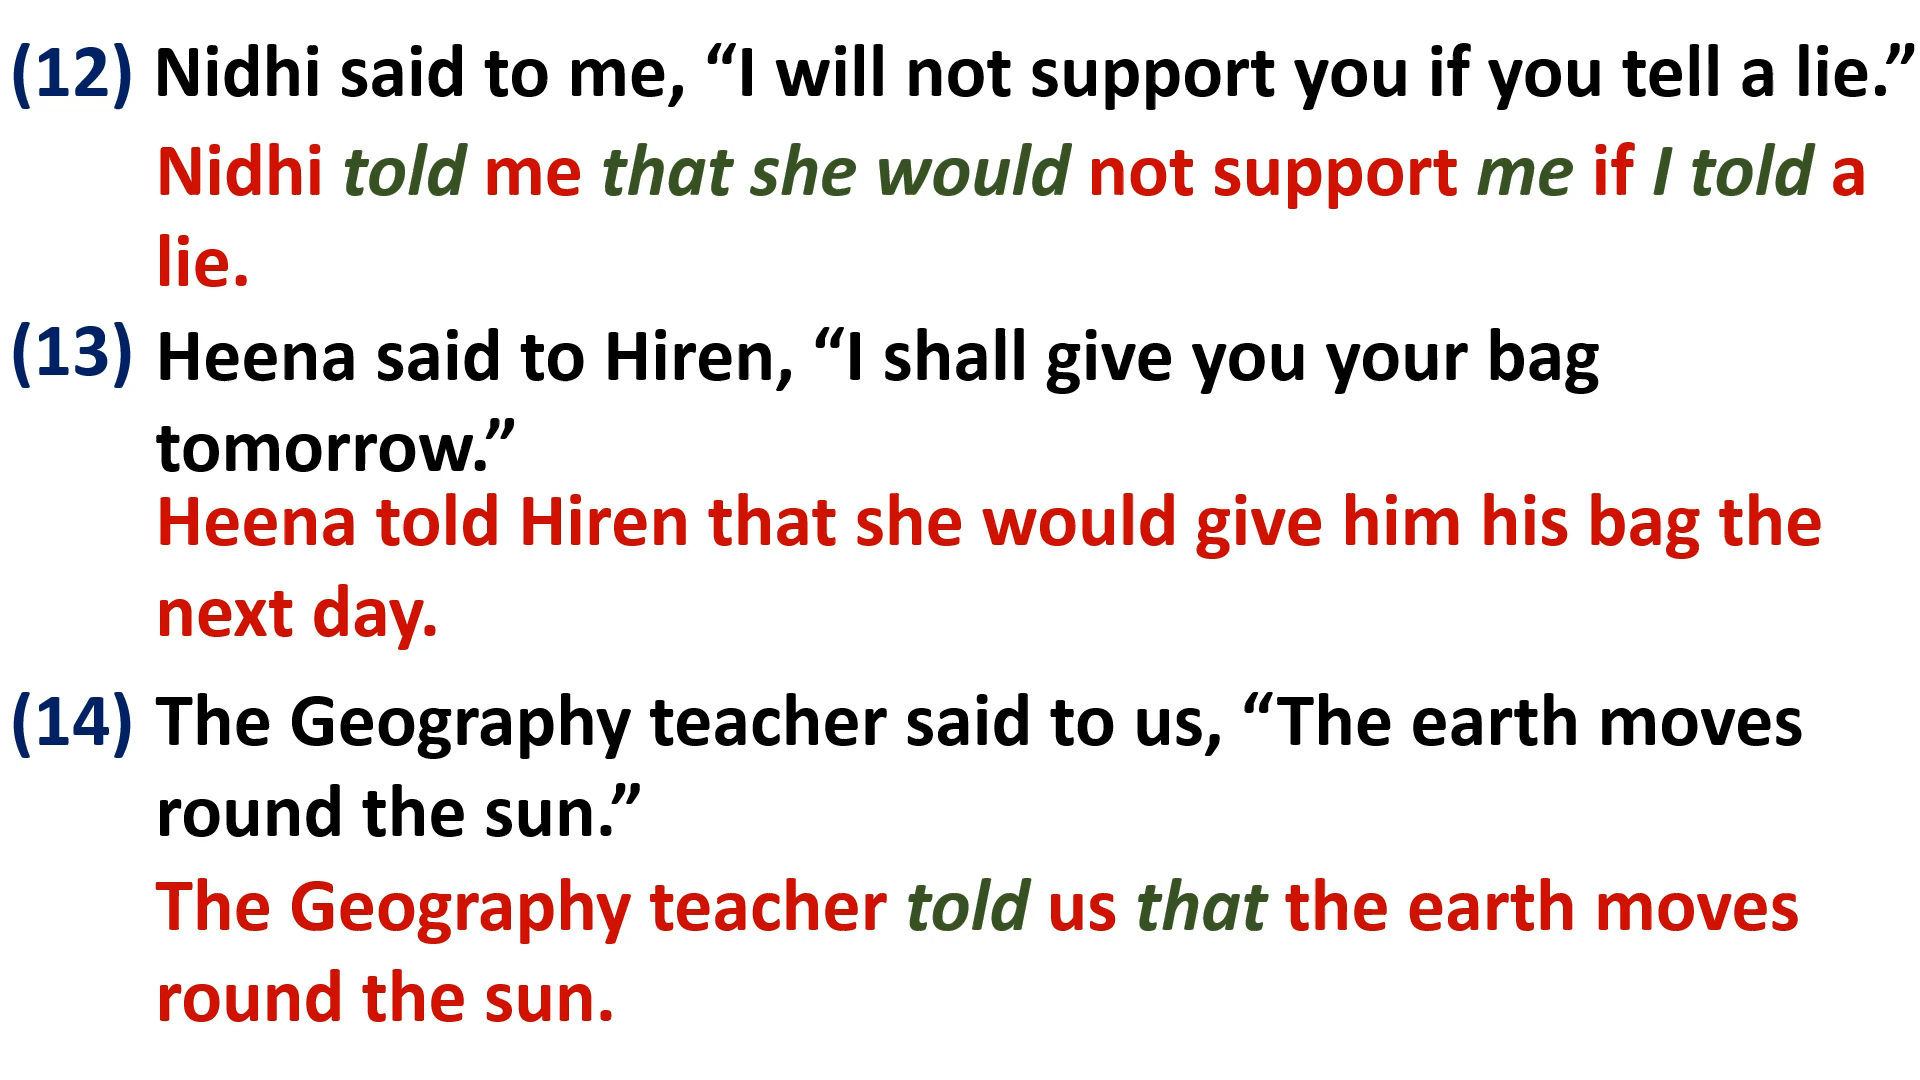 (12) Nidhi said to me, “I will not support you if you tell a lie.”
Nidhi told me that she would not support me if I told a
lie.
(13) Heena said to Hiren, “I shall give you your bag
tomorrow.”
Heena told Hiren that she would give him his bag the
next day.
(14) The Geography teacher said to us, “The earth moves
round the sun.”
The Geography teacher told us that the earth moves
round the sun.